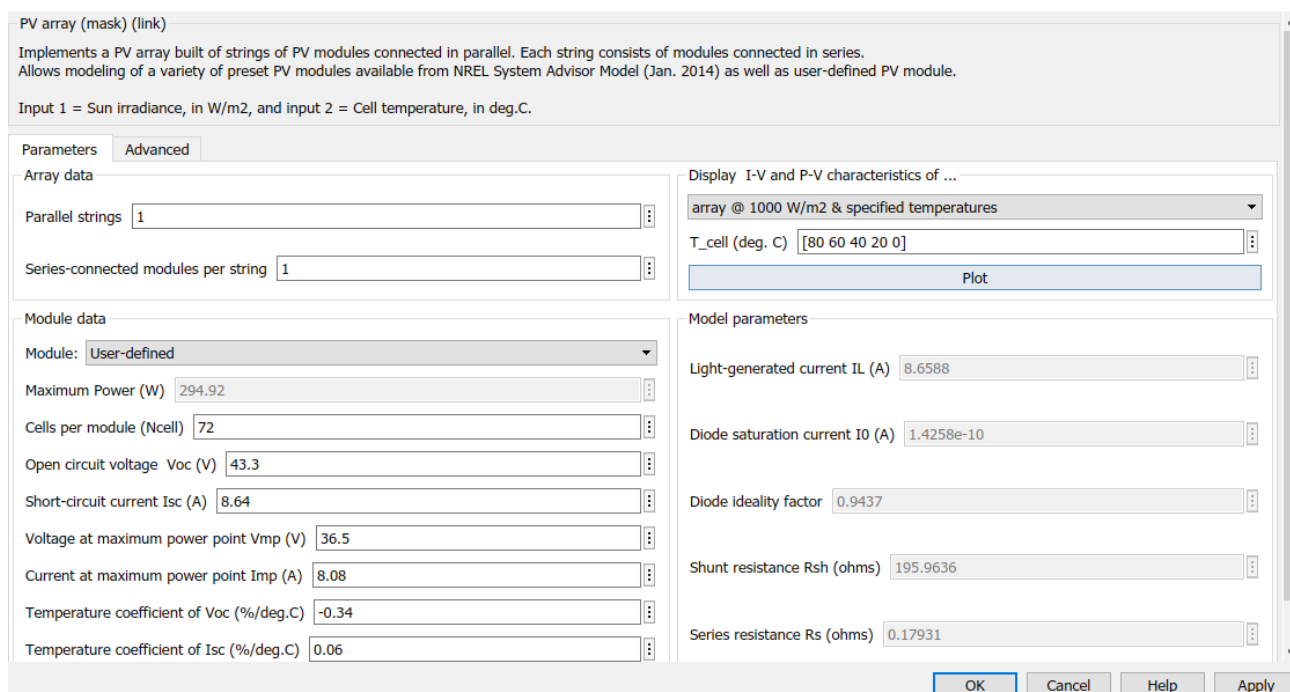 PV array (mask) (link)
Implements a PV array built of strings of PV modules connected in parallel. Each string consists of modules connected in series.
Allows modeling of a variety of preset PV modules available from NREL System Advisor Model (Jan. 2014) as well as user-defined PV module.
Input 1 = Sun irradiance, in W/m2, and input 2 = Cell temperature, in deg.C.
Parameters Advanced
Array data
Parallel strings 1
Series-connected modules per string 1
Display I-V and P-V characteristics of ...
array @ 1000 W/m2 & specified temperatures
T_cell (deg. C) [80 60 40 20 0]
Plot
Module data
Module: User-defined
Maximum Power (W) 294.92
Cells per module (Ncell) 72
Open circuit voltage Voc (V) 43.3
Short-circuit current Isc (A) 8.64
Voltage at maximum power point Vmp (V) 36.5
Current at maximum power point Imp (A) 8.08
Temperature coefficient of Voc (%/deg.C) -0.34
Temperature coefficient of Isc (%/deg.C) 0.06
Model parameters
Light-generated current IL (A) 8.6588
Diode saturation current I0 (A) 1.4258e-10
Diode ideality factor 0.9437
Shunt resistance Rsh (ohms) 195.9636
Series resistance Rs (ohms) 0.17931
OK Cancel Help Apply